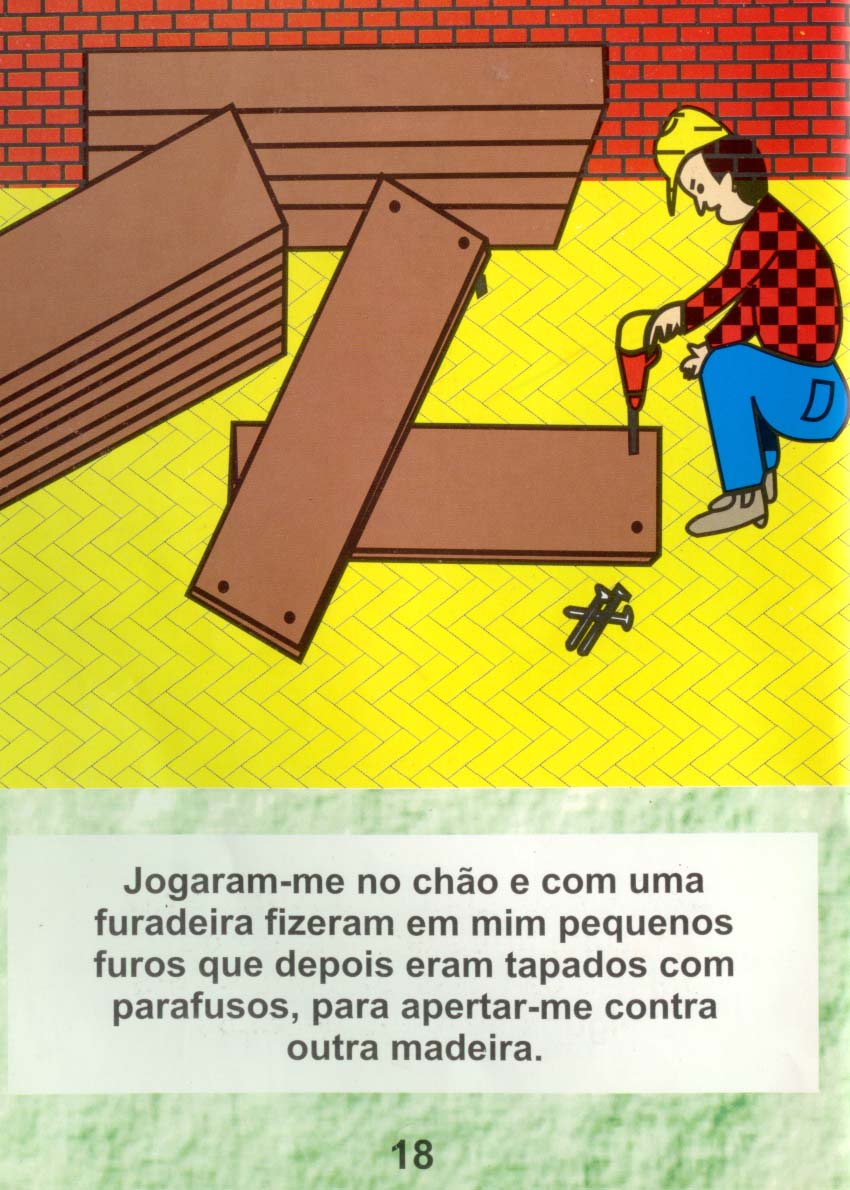 Jogaram-me no chão e com uma
furadeira fizeram em mim pequenos
furos que depois eram tapados com
parafusos, para apertar-me contra
outra madeira.
18